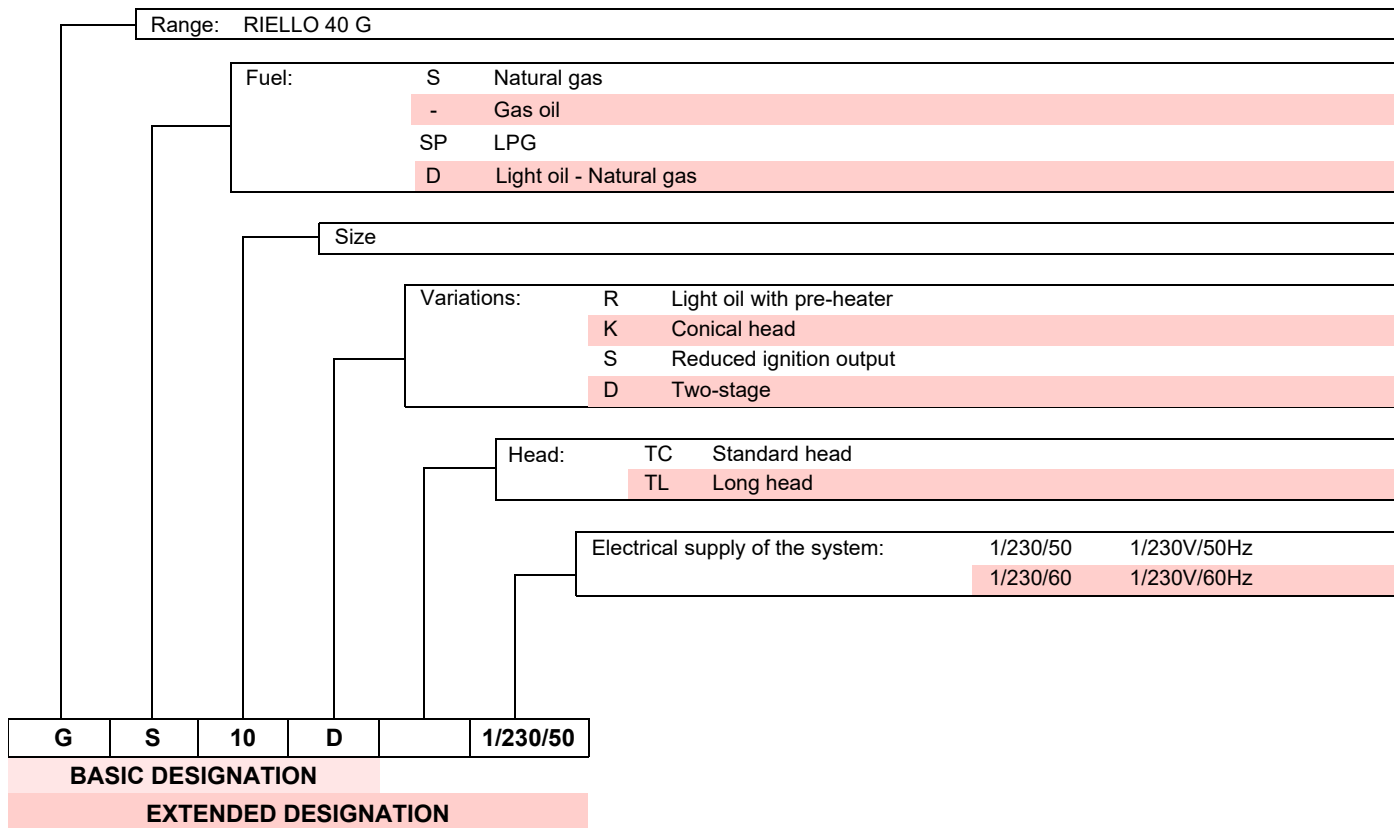 Range: RIELLO 40 G
Fuel: S Natural gas
- Gas oil
SP LPG
D Light oil - Natural gas
Size
Variations: R Light oil with pre-heater
K Conical head
S Reduced ignition output
D Two-stage
Head: TC Standard head
TL Long head
Electrical supply of the system: 1/230/50 1/230V/50Hz
1/230/60 1/230V/60Hz
G S 10 D 1/230/50
BASIC DESIGNATION
EXTENDED DESIGNATION